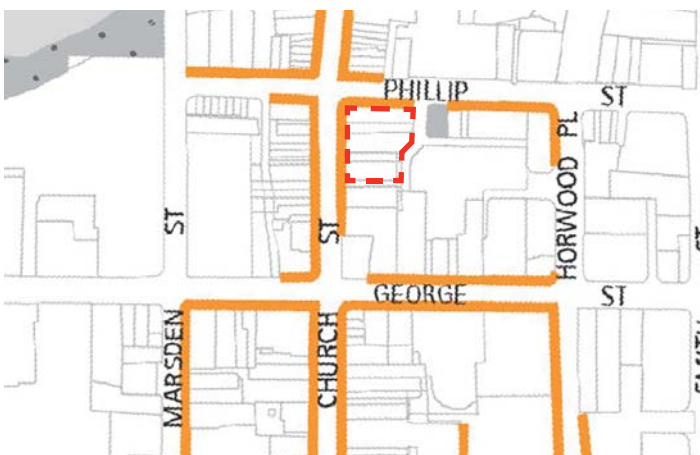 PHILLIP ST
HORWOOD PL
ST
ST
GEORGE ST
MARSDEN
CHURCH